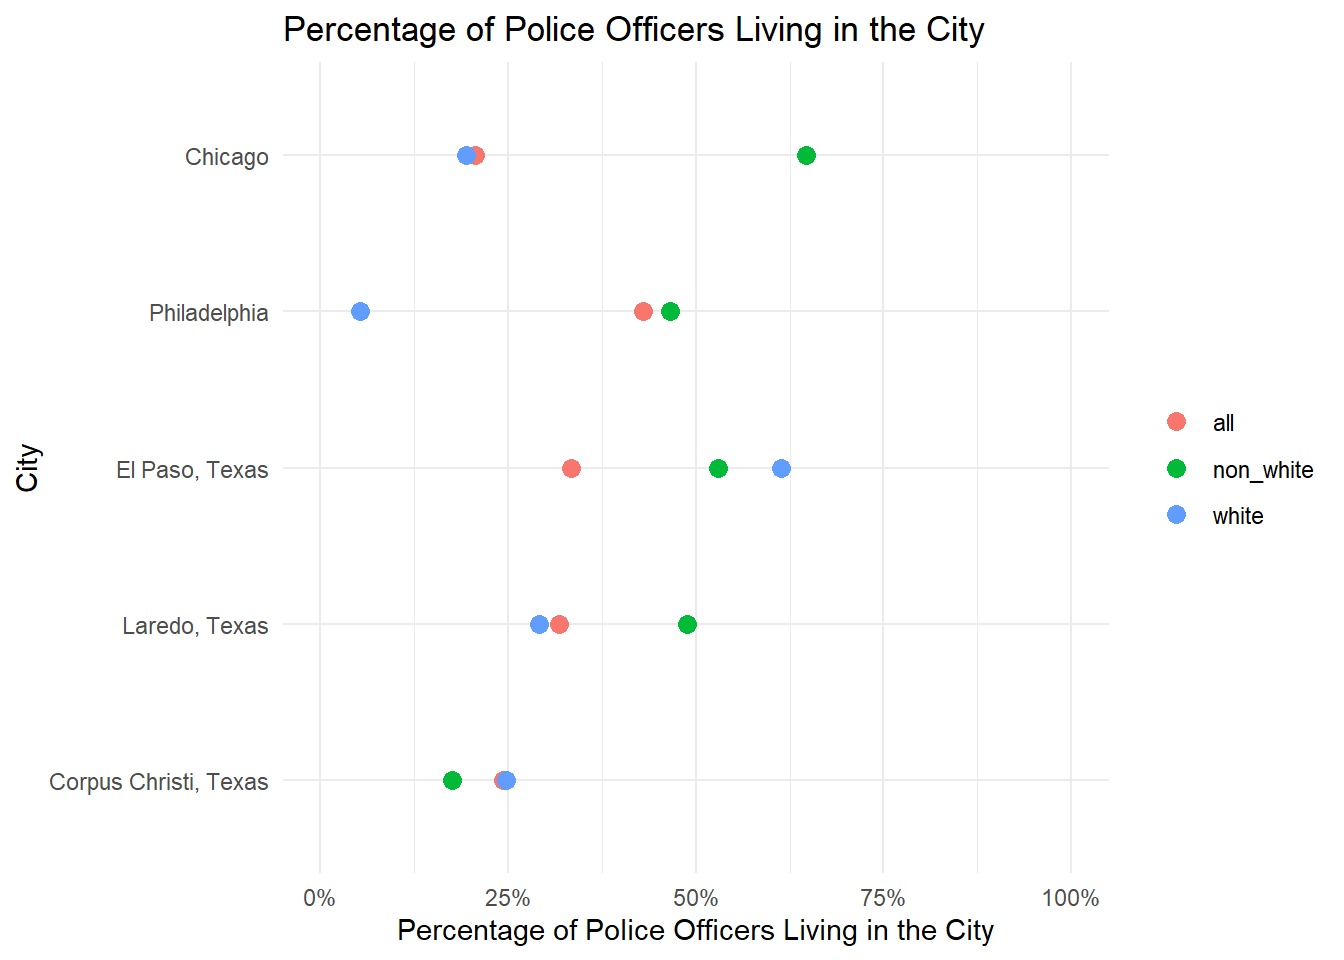 Percentage of Police Officers Living in the City
Chicago
Philadelphia
El Paso, Texas
Laredo, Texas
Corpus Christi, Texas
City
0% 25% 50% 75% 100%
Percentage of Police Officers Living in the City
all
non_white
white